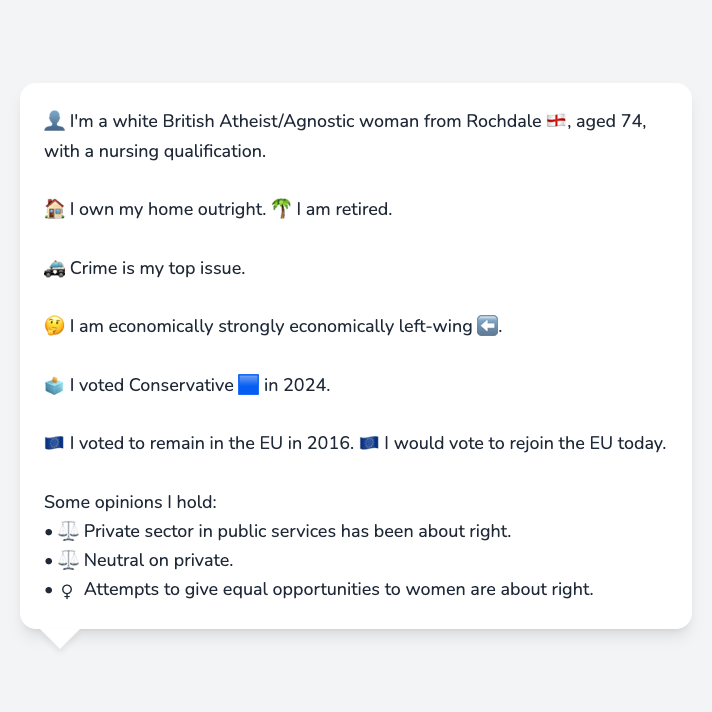 👤 I'm a white British Atheist/Agnostic woman from Rochdale 🏴󠁧󠁢󠁥󠁮󠁧󠁿, aged 74,
with a nursing qualification.
🏠 I own my home outright. 🌴 I am retired.
🚓 Crime is my top issue.
🤔 I am economically strongly economically left-wing ⬅️.
🗳️ I voted Conservative 🟦 in 2024.
🇪🇺 I voted to remain in the EU in 2016. 🇪🇺 I would vote to rejoin the EU today.
Some opinions I hold:
• ⚖️ Private sector in public services has been about right.
• ⚖️ Neutral on private.
• ♀ Attempts to give equal opportunities to women are about right.